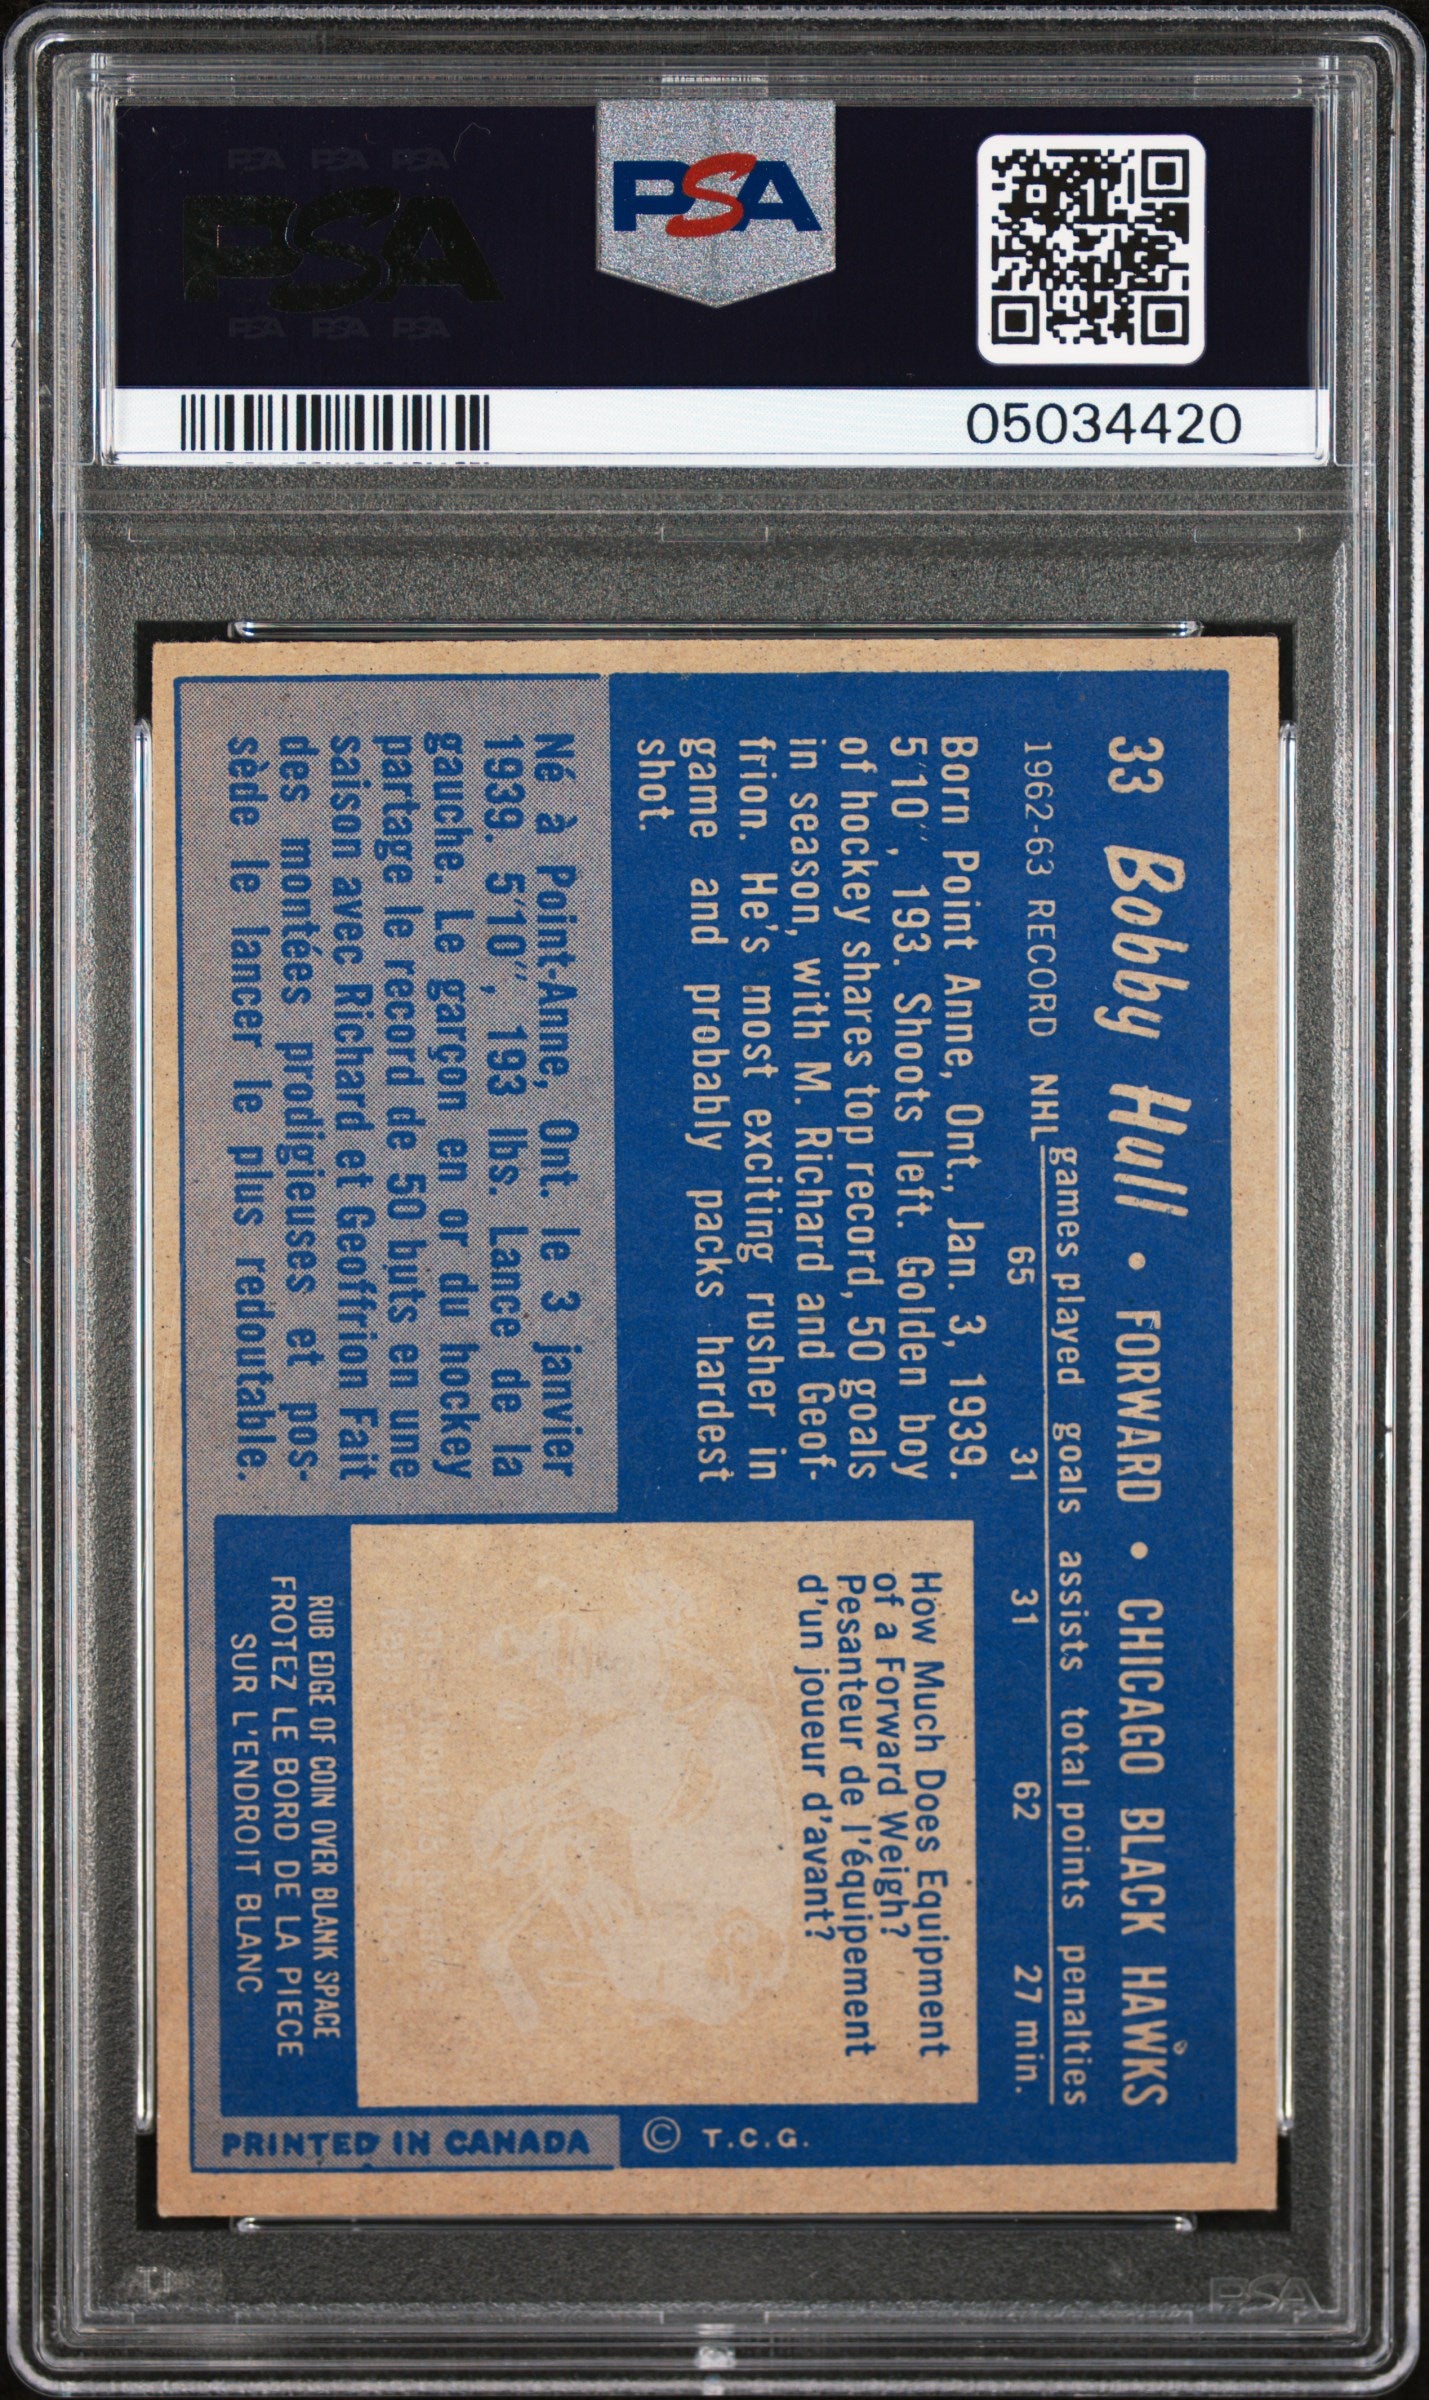 PSA PSA PSA
PSA
PSA PSA PSA
PSA
05034420
33 Bobby Hull • FORWARD • CHICAGO BLACK HAWKS
games played goals assists total points penalties
1962-63 RECORD NHL 65 31 31 62 27 min.
Born Point Anne, Ont., Jan. 3, 1939.
5'10", 193. Shoots left. Golden boy
of hockey shares top record, 50 goals
in season, with M. Richard and Geof-
frion. He's most exciting rusher in
game and probably packs hardest
shot.
Né à Point-Anne, Ont. le 3 janvier
1939. 5'10", 193 lbs. Lance de la
gauche. Le garçon en or du hockey
partage le record de 50 buts en une
saison avec Richard et Geoffrion Fait
des montées prodigieuses et pos-
sède le lancer le plus redoutable.
How Much Does Equipment
of a Forward Weigh?
Pesanteur de l'équipement
d'un joueur d'avant?
RUB EDGE OF COIN OVER BLANK SPACE
FROTEZ LE BORD DE LA PIECE
SUR L'ENDROIT BLANC
© T.C.G.
PRINTED IN CANADA
PSA